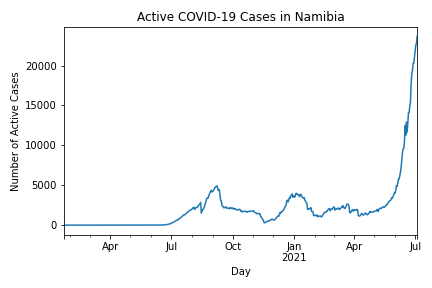 Active COVID-19 Cases in Namibia
Number of Active Cases
20000
15000
10000
5000
0
Apr Jul Oct Jan Apr Jul
2021
Day